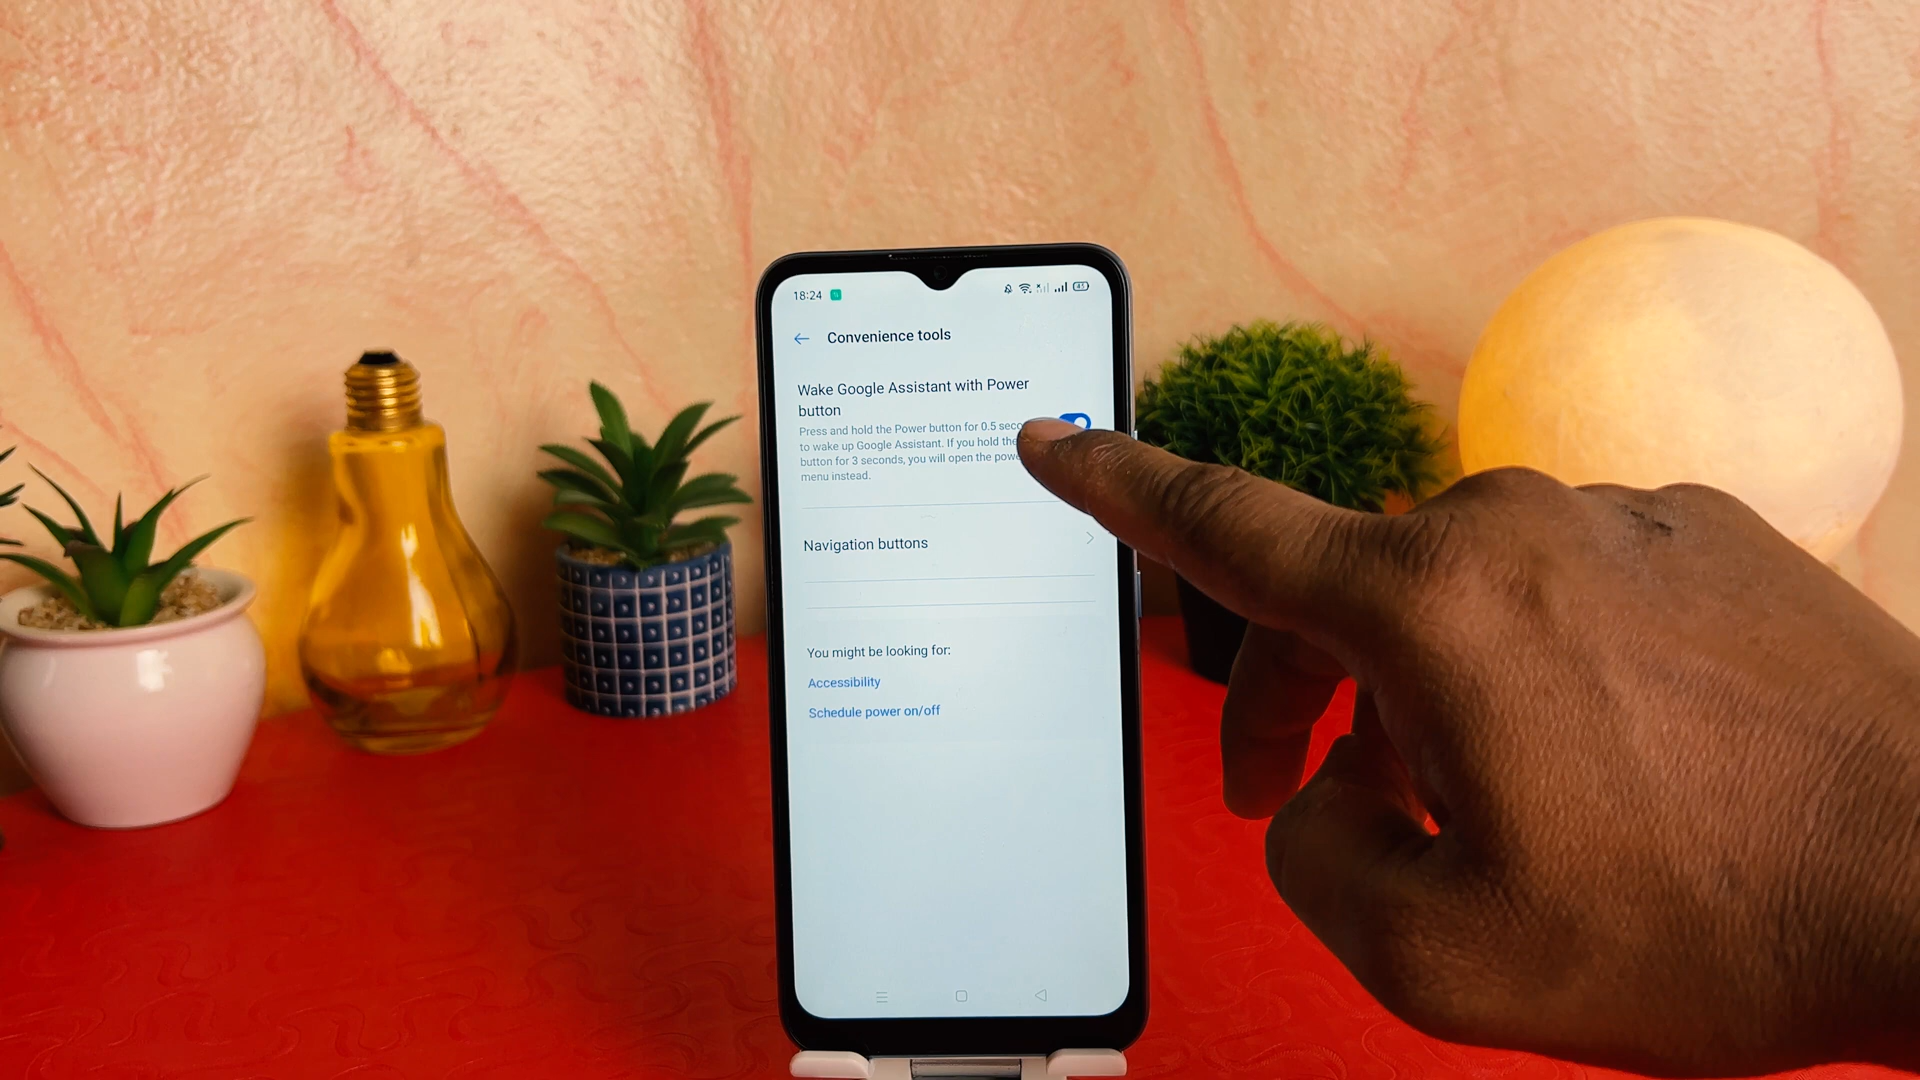 18:24
45
Convenience tools
Wake Google Assistant with Power
button
Press and hold the Power button for 0.5
to wake up Google Assistant. If you hold the
button for 3 seconds, you will open the
menu instead.
Navigation buttons
You might be looking for:
Accessibility
Schedule power on/off